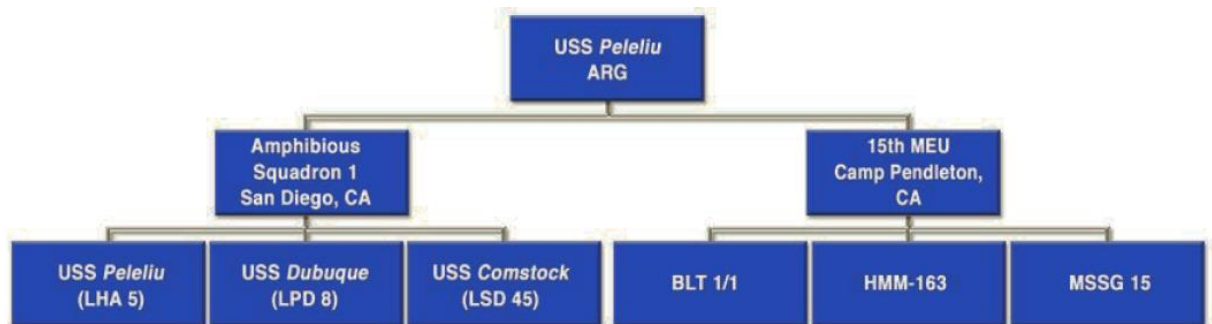 USS Peleliu
ARG
Amphibious
Squadron 1
San Diego, CA
15th MEU
Camp Pendleton,
CA
USS Peleliu
(LHA 5)
USS Dubuque
(LPD 8)
USS Comstock
(LSD 45)
BLT 1/1
HMM-163
MSSG 15